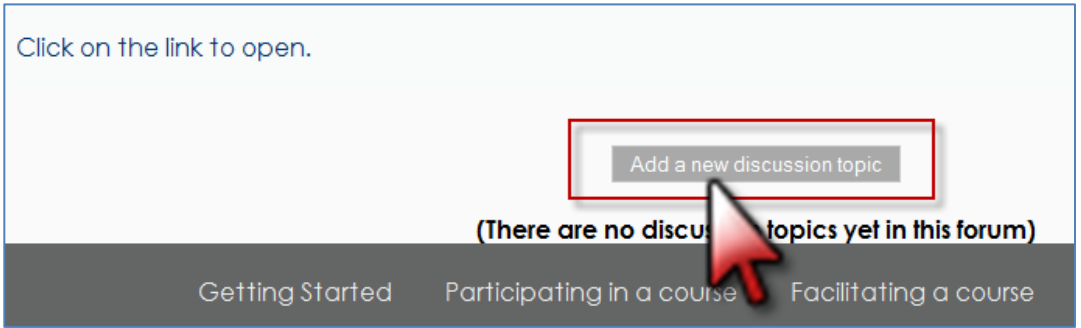 Click on the link to open.
Add a new discussion topic
(There are no discus topics yet in this forum)
Getting Started Participating in a course Facilitating a course